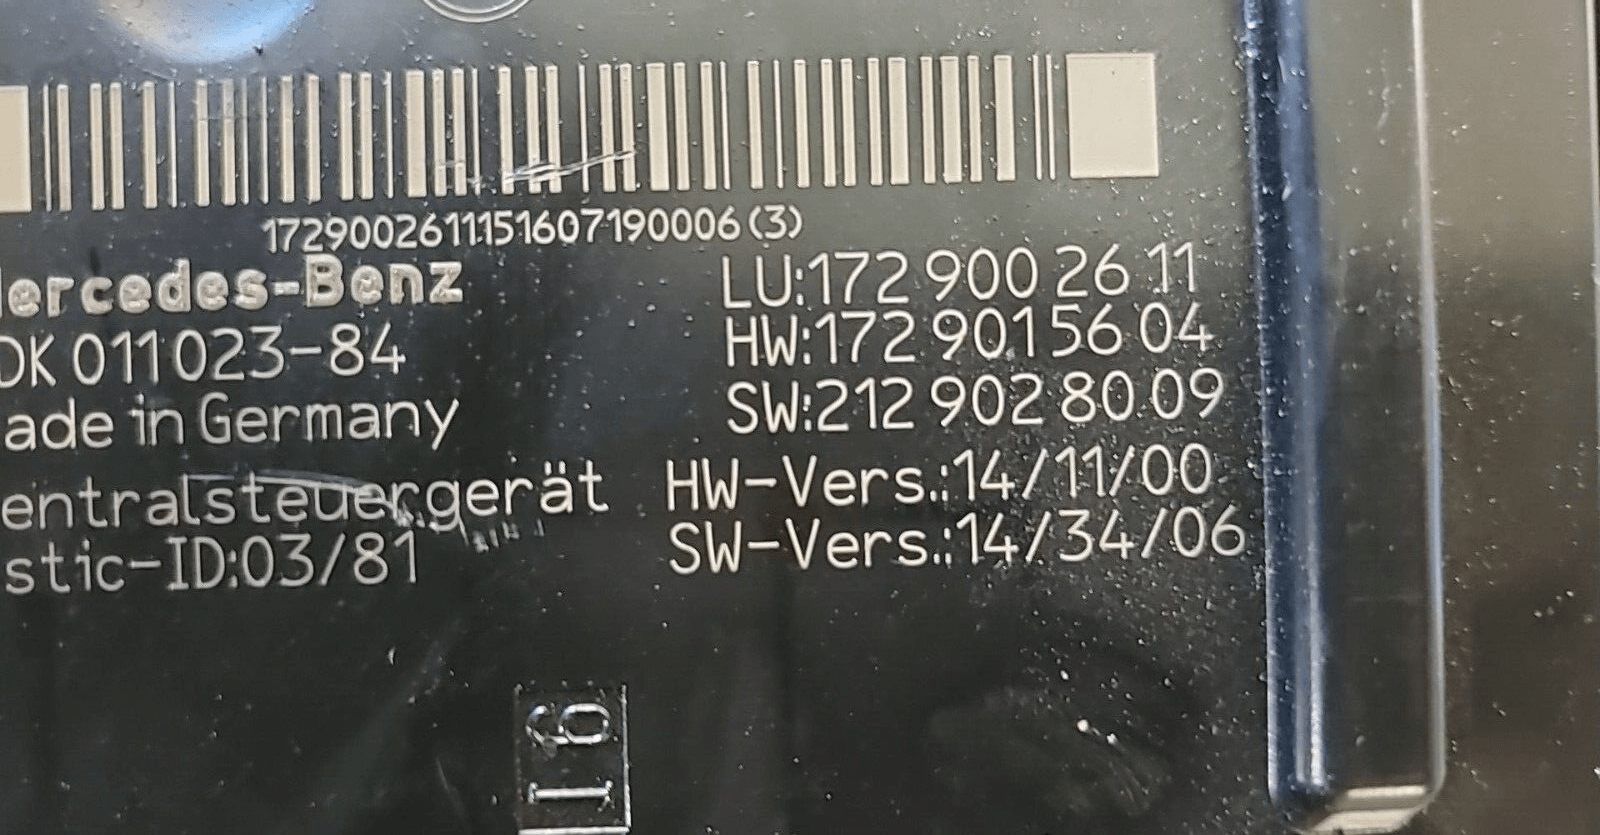 1729002611151607190006 (3)
Mercedes-Benz
LU:172 900 26 11
DK 011023-84
HW:172 901 56 04
ade in Germany
SW:212 902 80 09
entralsteuergerät
HW-Vers.:14/11/00
stic-ID:03/81
SW-Vers.:14/34/06
16